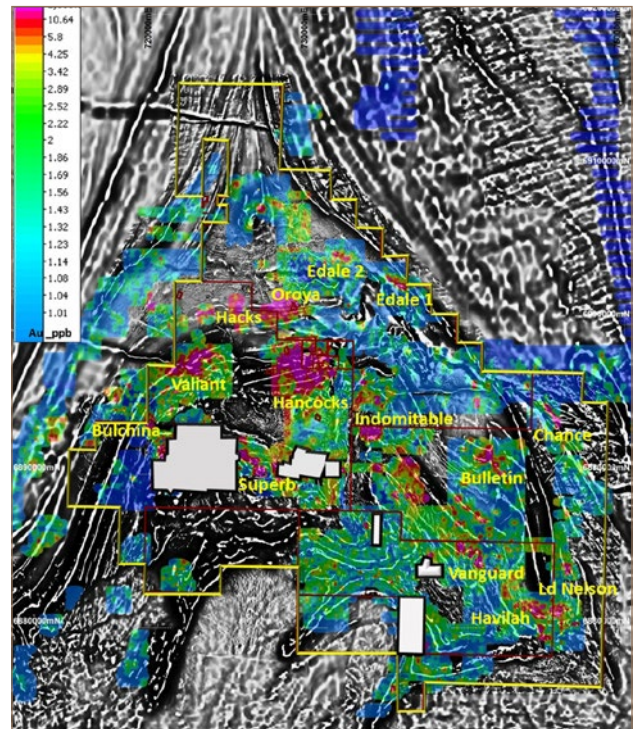 10.64
5.8
4.25
3.42
2.89
2.52
2.22
2
1.86
1.69
1.56
1.43
1.32
1.23
1.14
1.08
1.04
1.01
Au_ppb
6910000mN
Edale 2
Edale 1
Oroya
Hacks
Valiant
Hancocks
Indomitable
Bulchina
Chance
Superb
Bulletin
Vanguard
Ld Nelson
Havilah
6880000mN